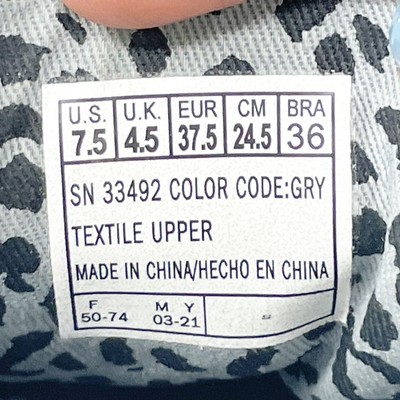 U.S. U.K. EUR CM BRA
7.5 4.5 37.5 24.5 36
SN 33492 COLOR CODE:GRY
TEXTILE UPPER
MADE IN CHINA/HECHO EN CHINA
F M Y
50-74 03-21